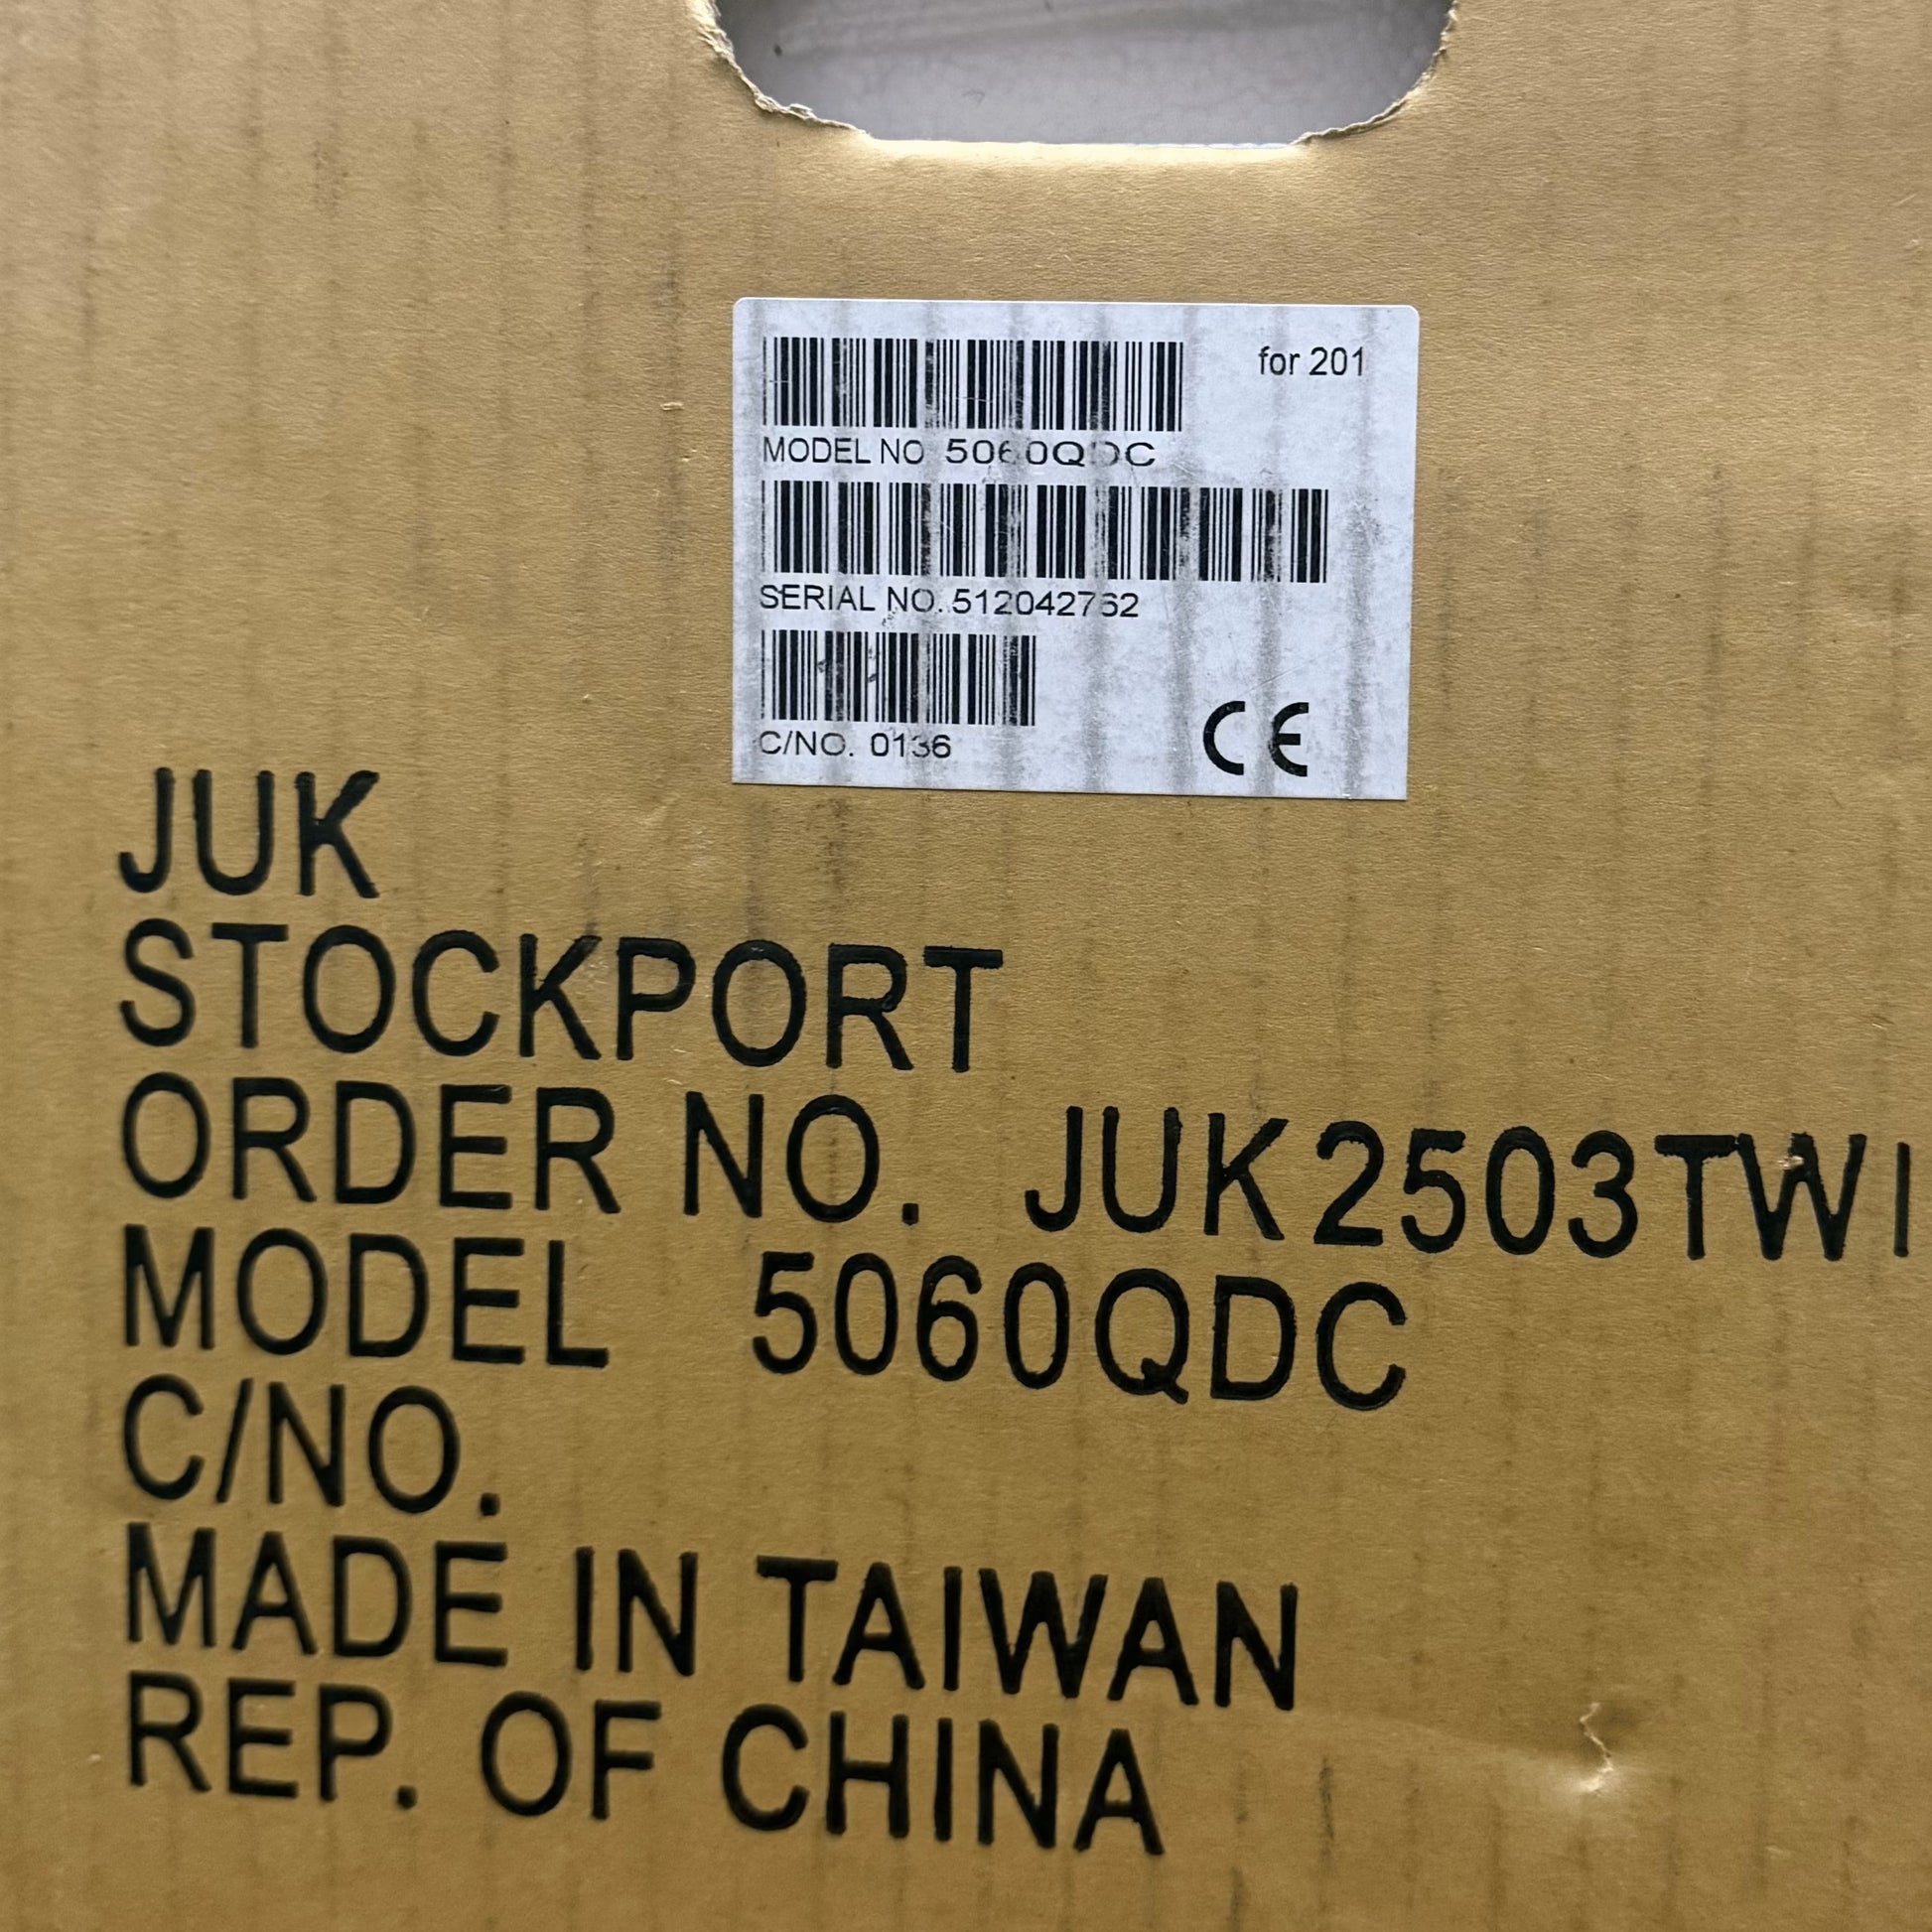 for 201
MODEL NO 5060QDC
SERIAL NO. 512042762
C/NO. 0136
CE
JUK
STOCKPORT
ORDER NO. JUK2503TWI
MODEL 5060QDC
C/NO.
MADE IN TAIWAN
REP. OF CHINA